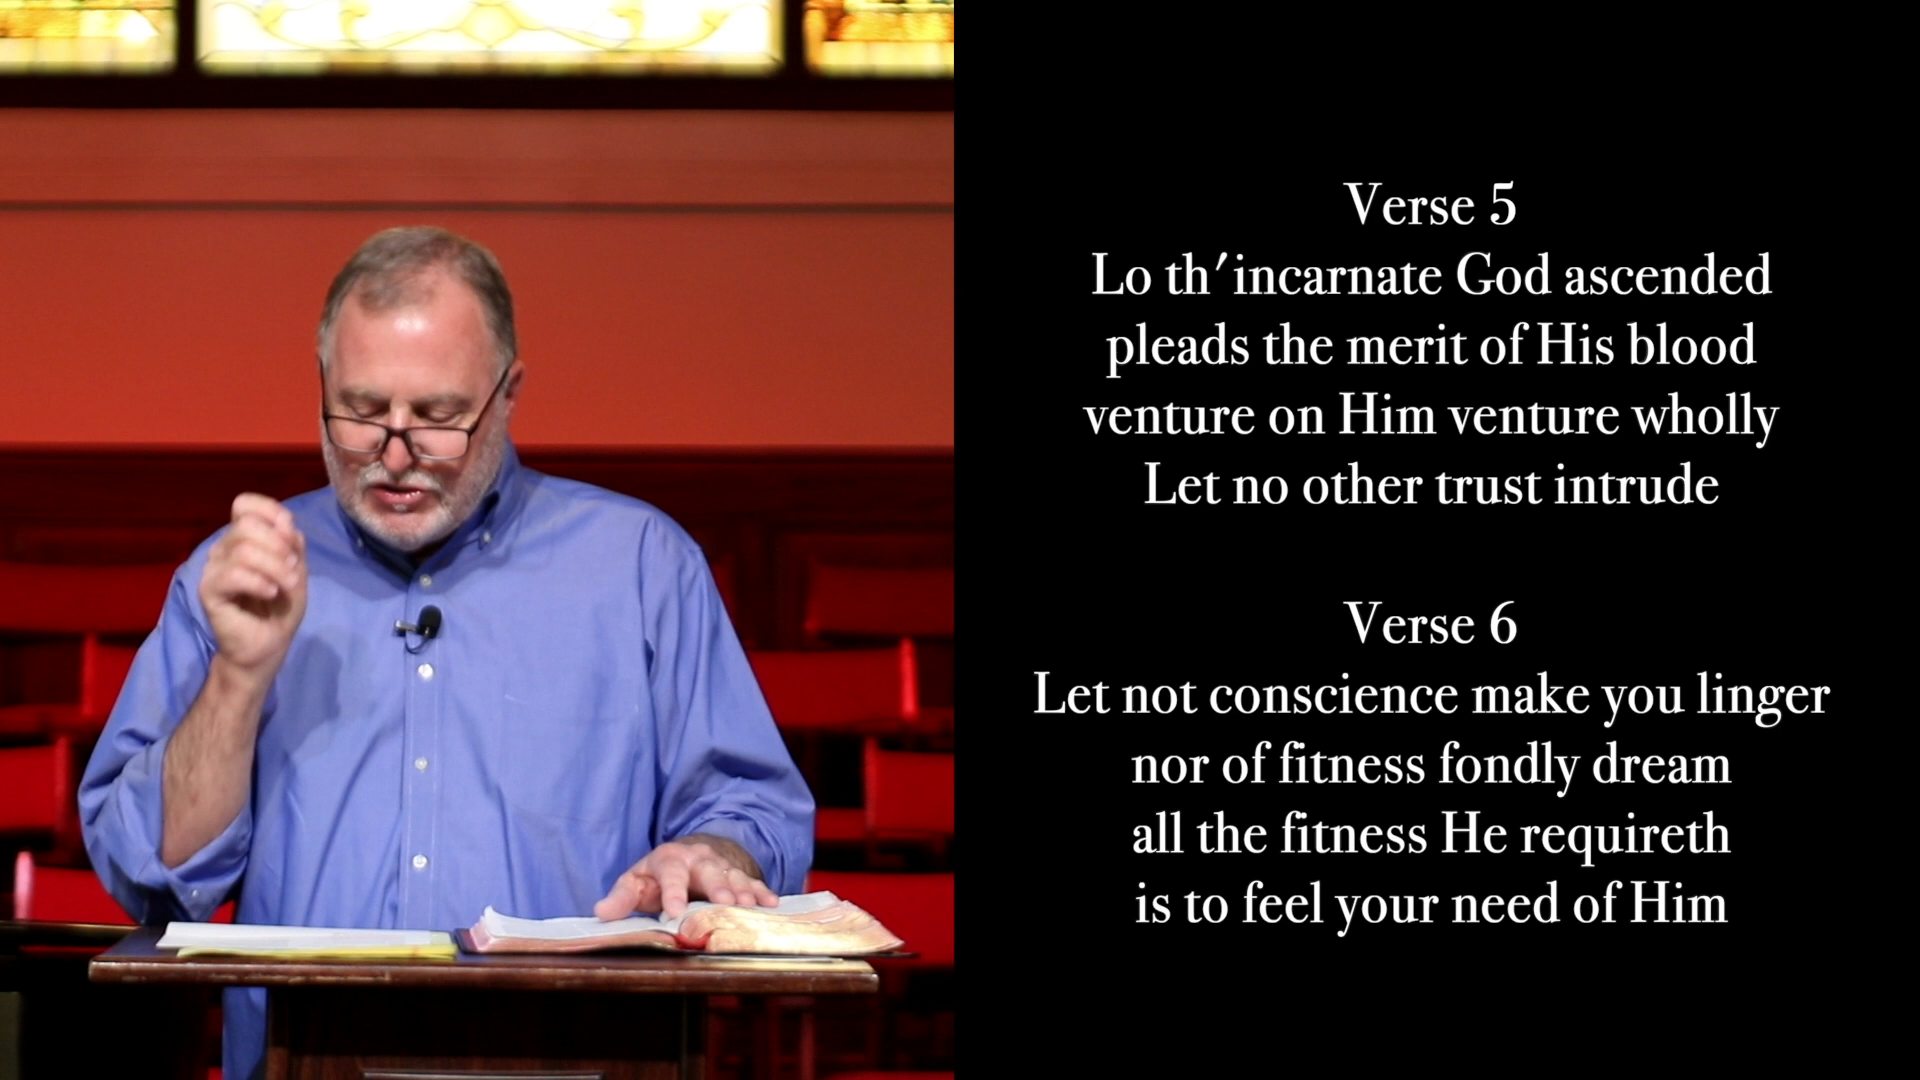 Verse 5
Lo th'incarnate God ascended
pleads the merit of His blood
venture on Him venture wholly
Let no other trust intrude
Verse 6
Let not conscience make you linger
nor of fitness fondly dream
all the fitness He requireth
is to feel your need of Him